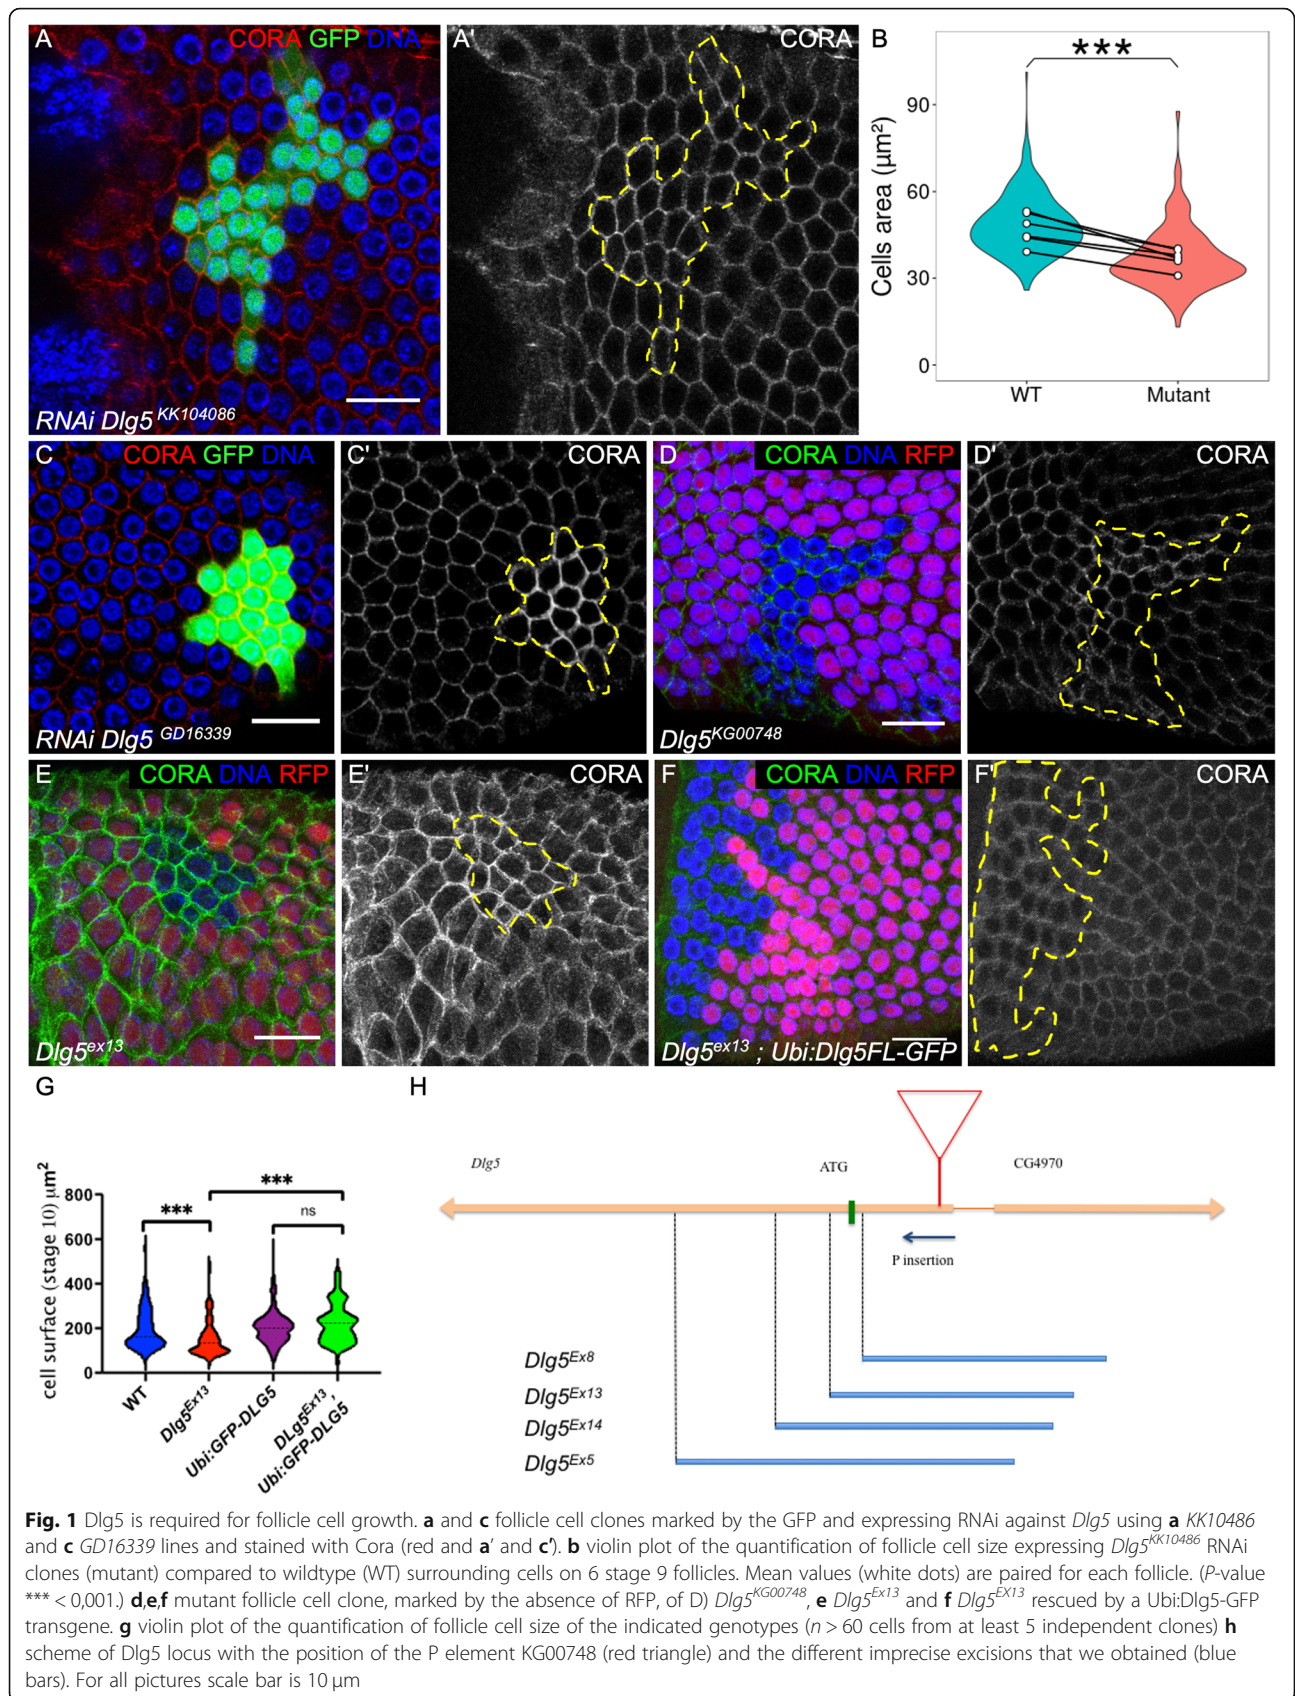 A
CORA GFP DNA
RNAi Dlg5 KK104086
A'
CORA
B
***
Cells area (µm²)
90
60
30
0
WT
Mutant
C
CORA GFP DNA
RNAi Dlg5 GD16339
C'
CORA
D
CORA DNA RFP
Dlg5KG00748
D'
CORA
E
CORA DNA RFP
Dlg5ex13
E'
CORA
F
CORA DNA RFP
Dlg5ex13 ; Ubi:Dlg5FL-GFP
F'
CORA
G
cell surface (stage 10) µm²
800
600
400
200
0
***
***
ns
WT
Dlg5Ex13
Ubi:GFP-DLG5
DLg5Ex13,
Ubi:GFP-DLG5
H
Dlg5
ATG
CG4970
P insertion
Dlg5Ex8
Dlg5Ex13
Dlg5Ex14
Dlg5Ex5
Fig. 1 Dlg5 is required for follicle cell growth. a and c follicle cell clones marked by the GFP and expressing RNAi against Dlg5 using a KK10486
and c GD16339 lines and stained with Cora (red and a' and c'). b violin plot of the quantification of follicle cell size expressing Dlg5KK10486 RNAi
clones (mutant) compared to wildtype (WT) surrounding cells on 6 stage 9 follicles. Mean values (white dots) are paired for each follicle. (P-value
*** < 0,001.) d,e,f mutant follicle cell clone, marked by the absence of RFP, of D) Dlg5KG00748, e Dlg5Ex13 and f Dlg5EX13 rescued by a Ubi:Dlg5-GFP
transgene. g violin plot of the quantification of follicle cell size of the indicated genotypes (n > 60 cells from at least 5 independent clones) h
scheme of Dlg5 locus with the position of the P element KG00748 (red triangle) and the different imprecise excisions that we obtained (blue
bars). For all pictures scale bar is 10 µm